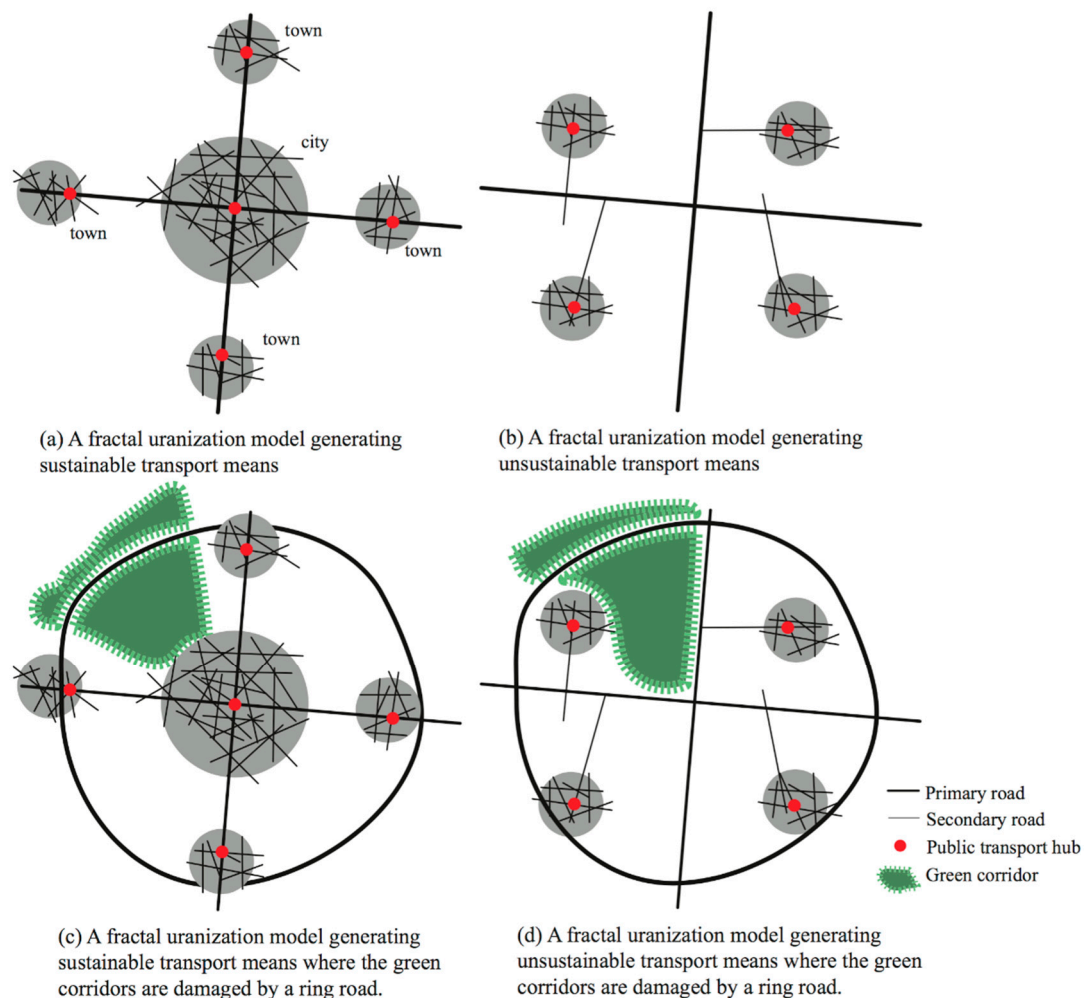 town
city
town
town
town
(a) A fractal uranization model generating
sustainable transport means
(b) A fractal uranization model generating
unsustainable transport means
Primary road
Secondary road
Public transport hub
Green corridor
(c) A fractal uranization model generating
sustainable transport means where the green
corridors are damaged by a ring road.
(d) A fractal uranization model generating
unsustainable transport means where the green
corridors are damaged by a ring road.